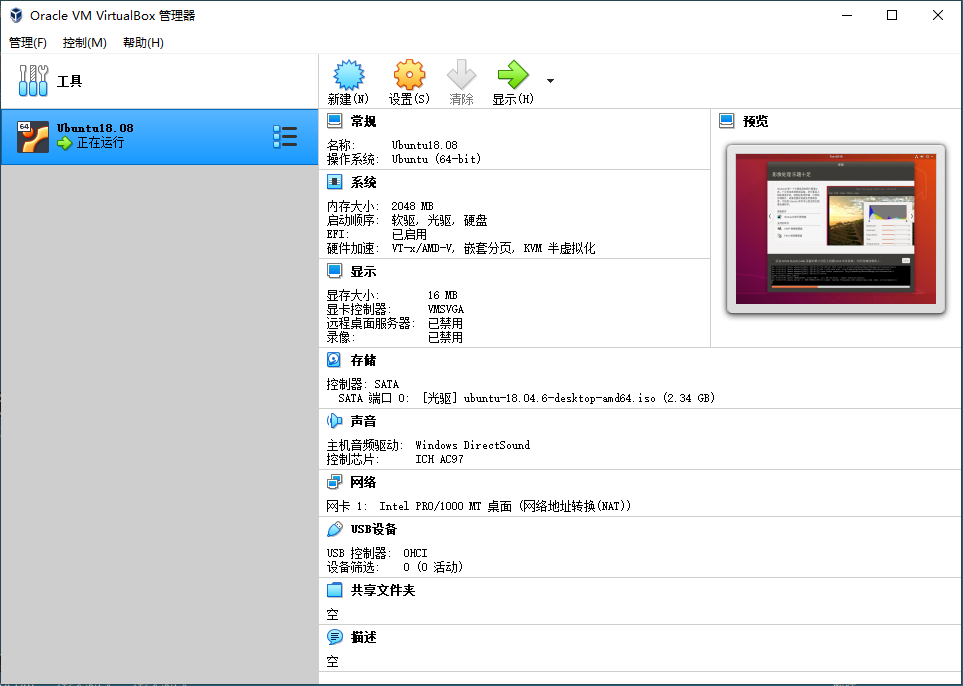 Oracle VM VirtualBox 管理器
管理(F) 控制(M) 帮助(H)
工具
新建(N) 设置(S) 清除 显示(H)
64
Ubuntu18.08
正在运行
常规
名称: Ubuntu18.08
操作系统: Ubuntu (64-bit)
系统
内存大小: 2048 MB
启动顺序: 软驱, 光驱, 硬盘
EFI: 已启用
硬件加速: VT-x/AMD-V, 嵌套分页, KVM 半虚拟化
显示
显存大小: 16 MB
显卡控制器: VMSVGA
远程桌面服务器: 已禁用
录像: 已禁用
预览
存储
控制器: SATA
SATA 端口 0: [光驱] ubuntu-18.04.6-desktop-amd64.iso (2.34 GB)
声音
主机音频驱动: Windows DirectSound
控制芯片: ICH AC97
网络
网卡 1: Intel PRO/1000 MT 桌面 (网络地址转换(NAT))
USB设备
USB 控制器: OHCI
设备筛选: 0 (0 活动)
共享文件夹
空
描述
空